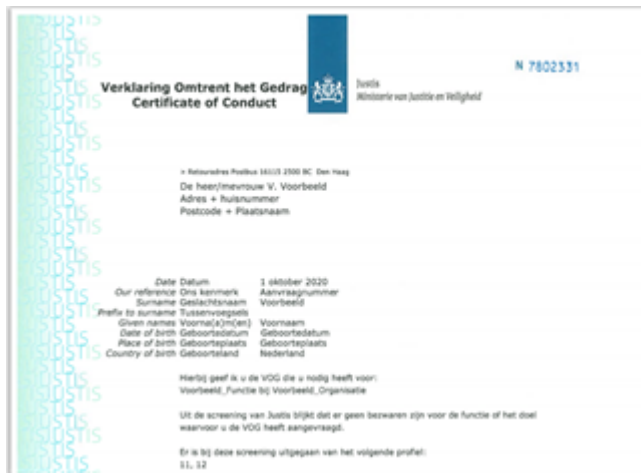 N 7802331
Verklaring Omtrent het Gedrag
Certificate of Conduct
Justis
Ministerie van Justitie en Veiligheid
> Retouradres Postbus 16115 2500 BC Den Haag
De heer/mevrouw V. Voorbeeld
Adres + huisnummer
Postcode + Plaatsnaam
Date Datum 1 oktober 2020
Our reference Ons kenmerk Aanvraagnummer
Surname Geslachtsnaam Voorbeeld
Prefix to surname Tussenvoegsels
Given names Voorna(a)m(en) Voornaam
Date of birth Geboortedatum Geboortedatum
Place of birth Geboorteplaats Geboorteplaats
Country of birth Geboorteland Nederland
Hierbij geef ik u de VOG die u nodig heeft voor:
Voorbeeld_Functie bij Voorbeeld_Organisatie
Uit de screening van Justis blijkt dat er geen bezwaren zijn voor de functie of het doel
waarvoor u de VOG heeft aangevraagd.
Er is bij deze screening uitgegaan van het volgende profiel:
11, 12